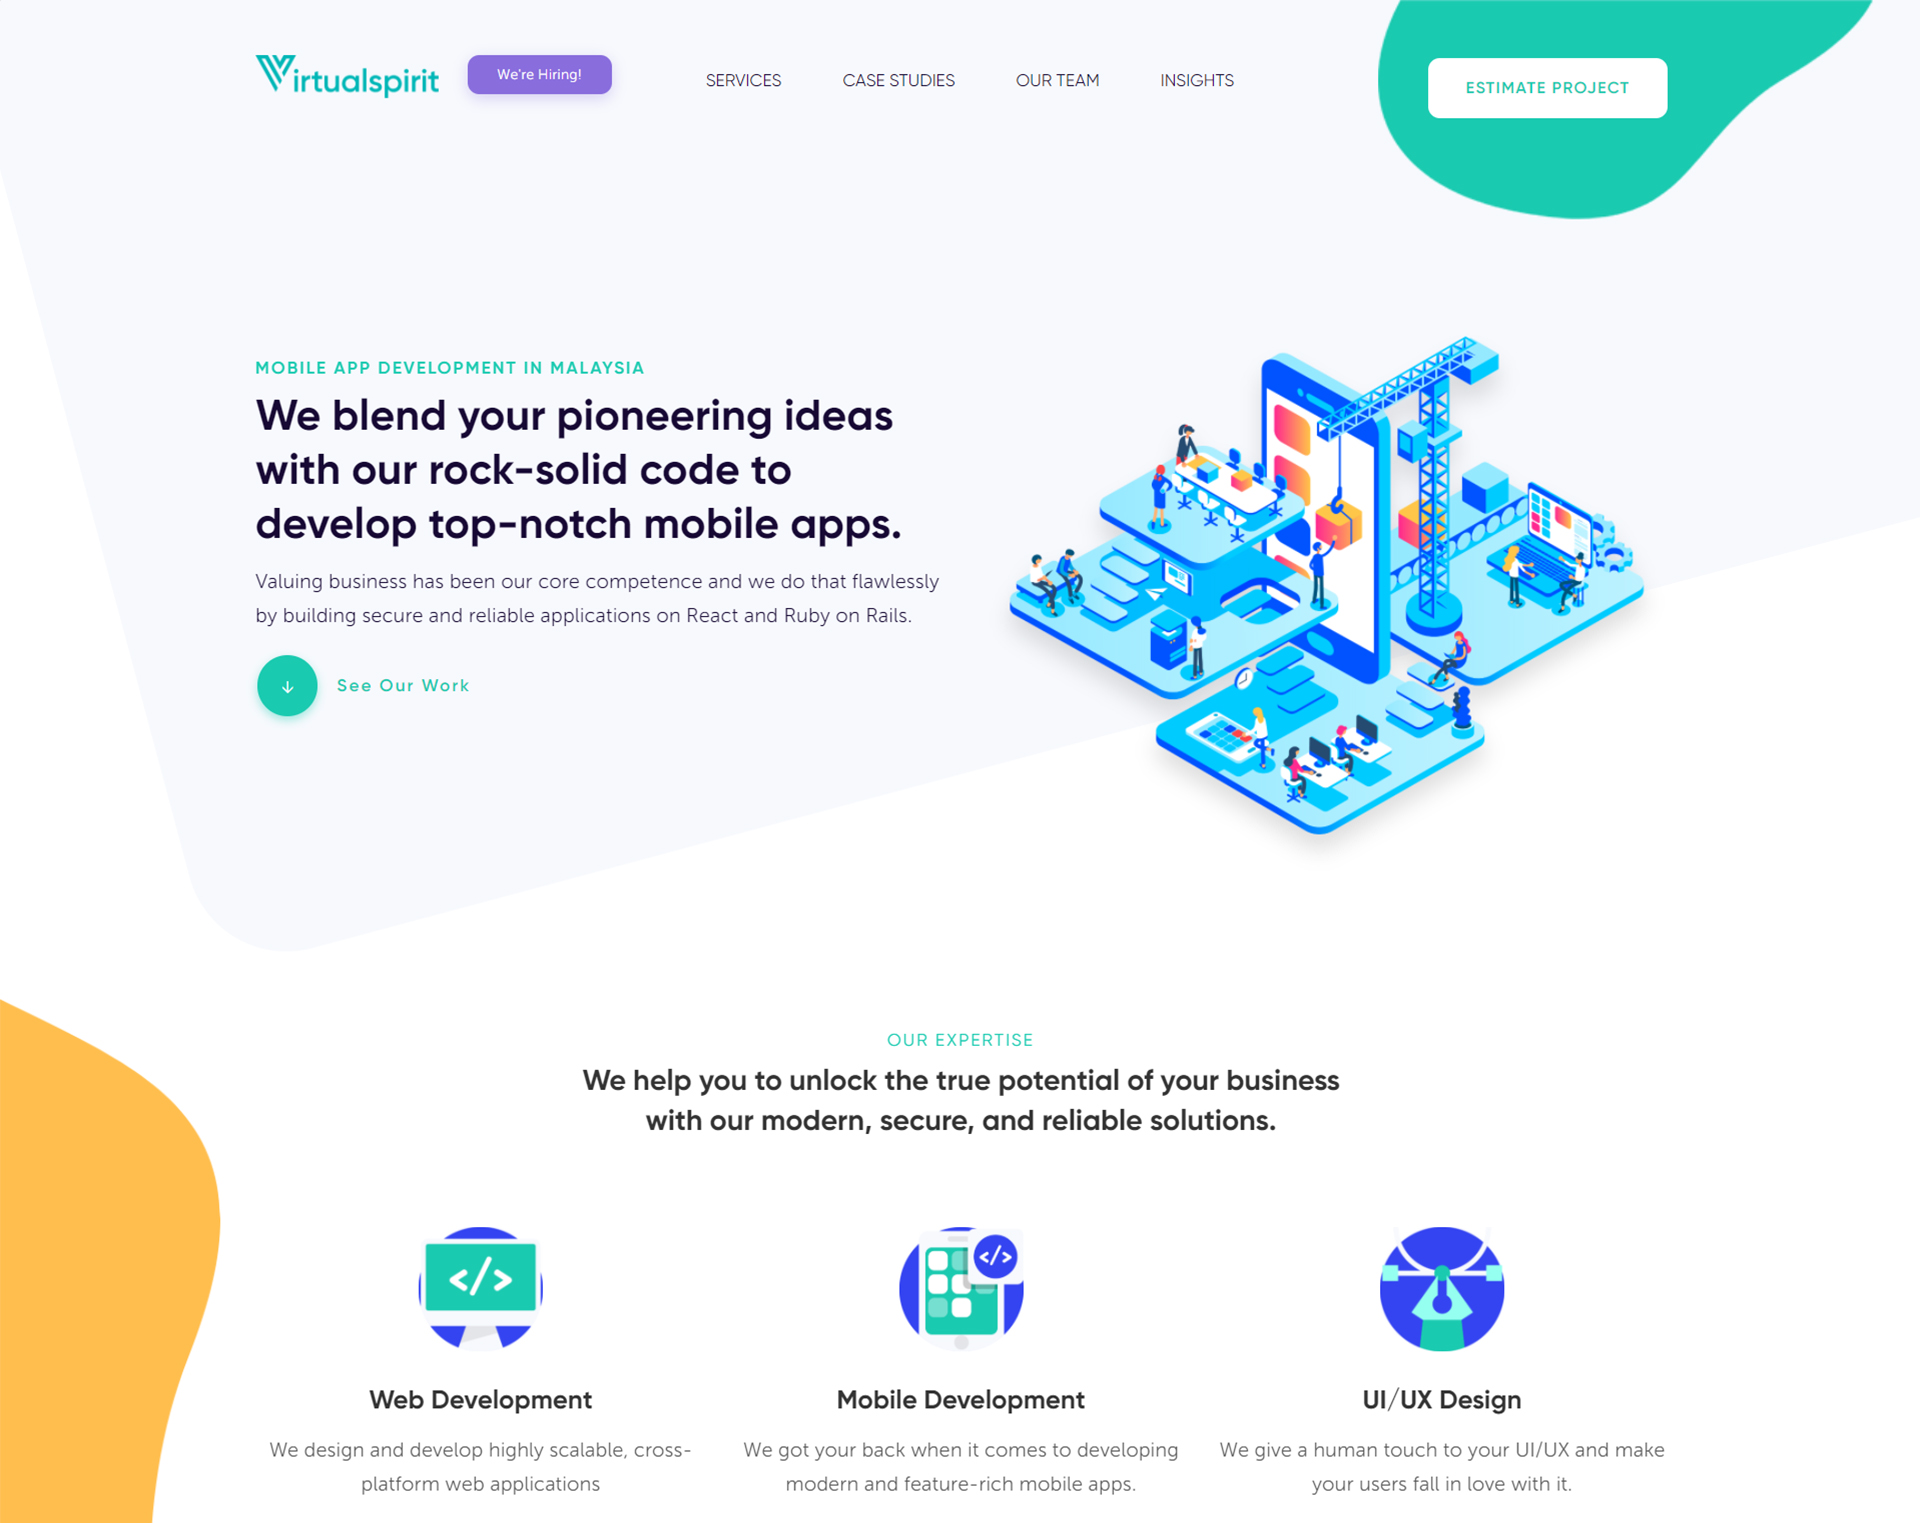 Virtualspirit
We're Hiring!
SERVICES
CASE STUDIES
OUR TEAM
INSIGHTS
ESTIMATE PROJECT
MOBILE APP DEVELOPMENT IN MALAYSIA
We blend your pioneering ideas
with our rock-solid code to
develop top-notch mobile apps.
Valuing business has been our core competence and we do that flawlessly
by building secure and reliable applications on React and Ruby on Rails.
See Our Work
OUR EXPERTISE
We help you to unlock the true potential of your business
with our modern, secure, and reliable solutions.
</>
</>
Web Development
We design and develop highly scalable, cross-
platform web applications
Mobile Development
We got your back when it comes to developing
modern and feature-rich mobile apps.
UI/UX Design
We give a human touch to your UI/UX and make
your users fall in love with it.